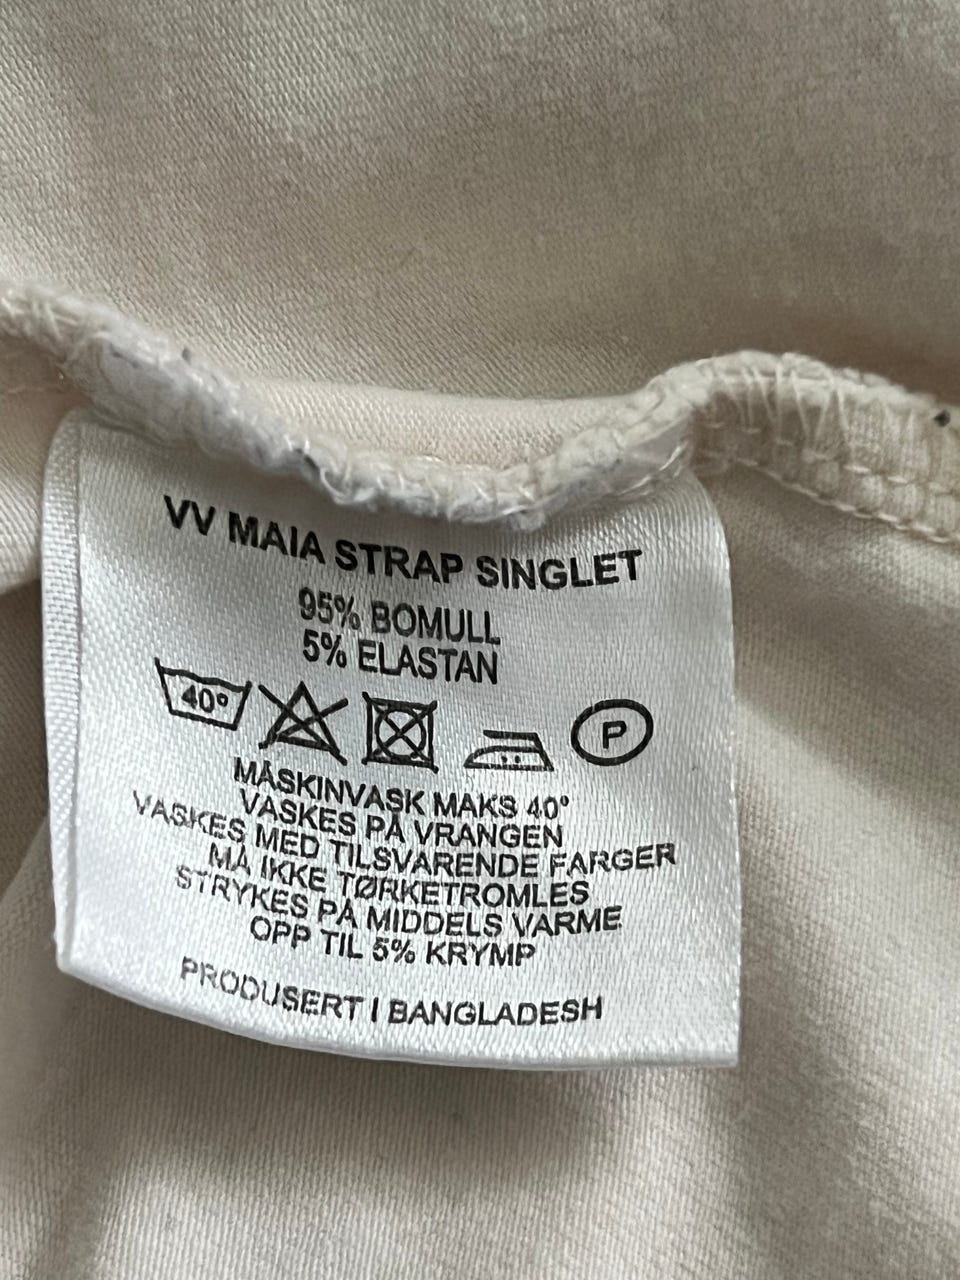 VV MAIA STRAP SINGLET
95% BOMULL
5% ELASTAN
40° P
MASKINVASK MAKS 40°
VASKES PÅ VRANGEN
VASKES MED TILSVARENDE FARGER
MÅ IKKE TØRKETROMLES
STRYKES PÅ MIDDELS VARME
OPP TIL 5% KRYMP
PRODUSERT I BANGLADESH